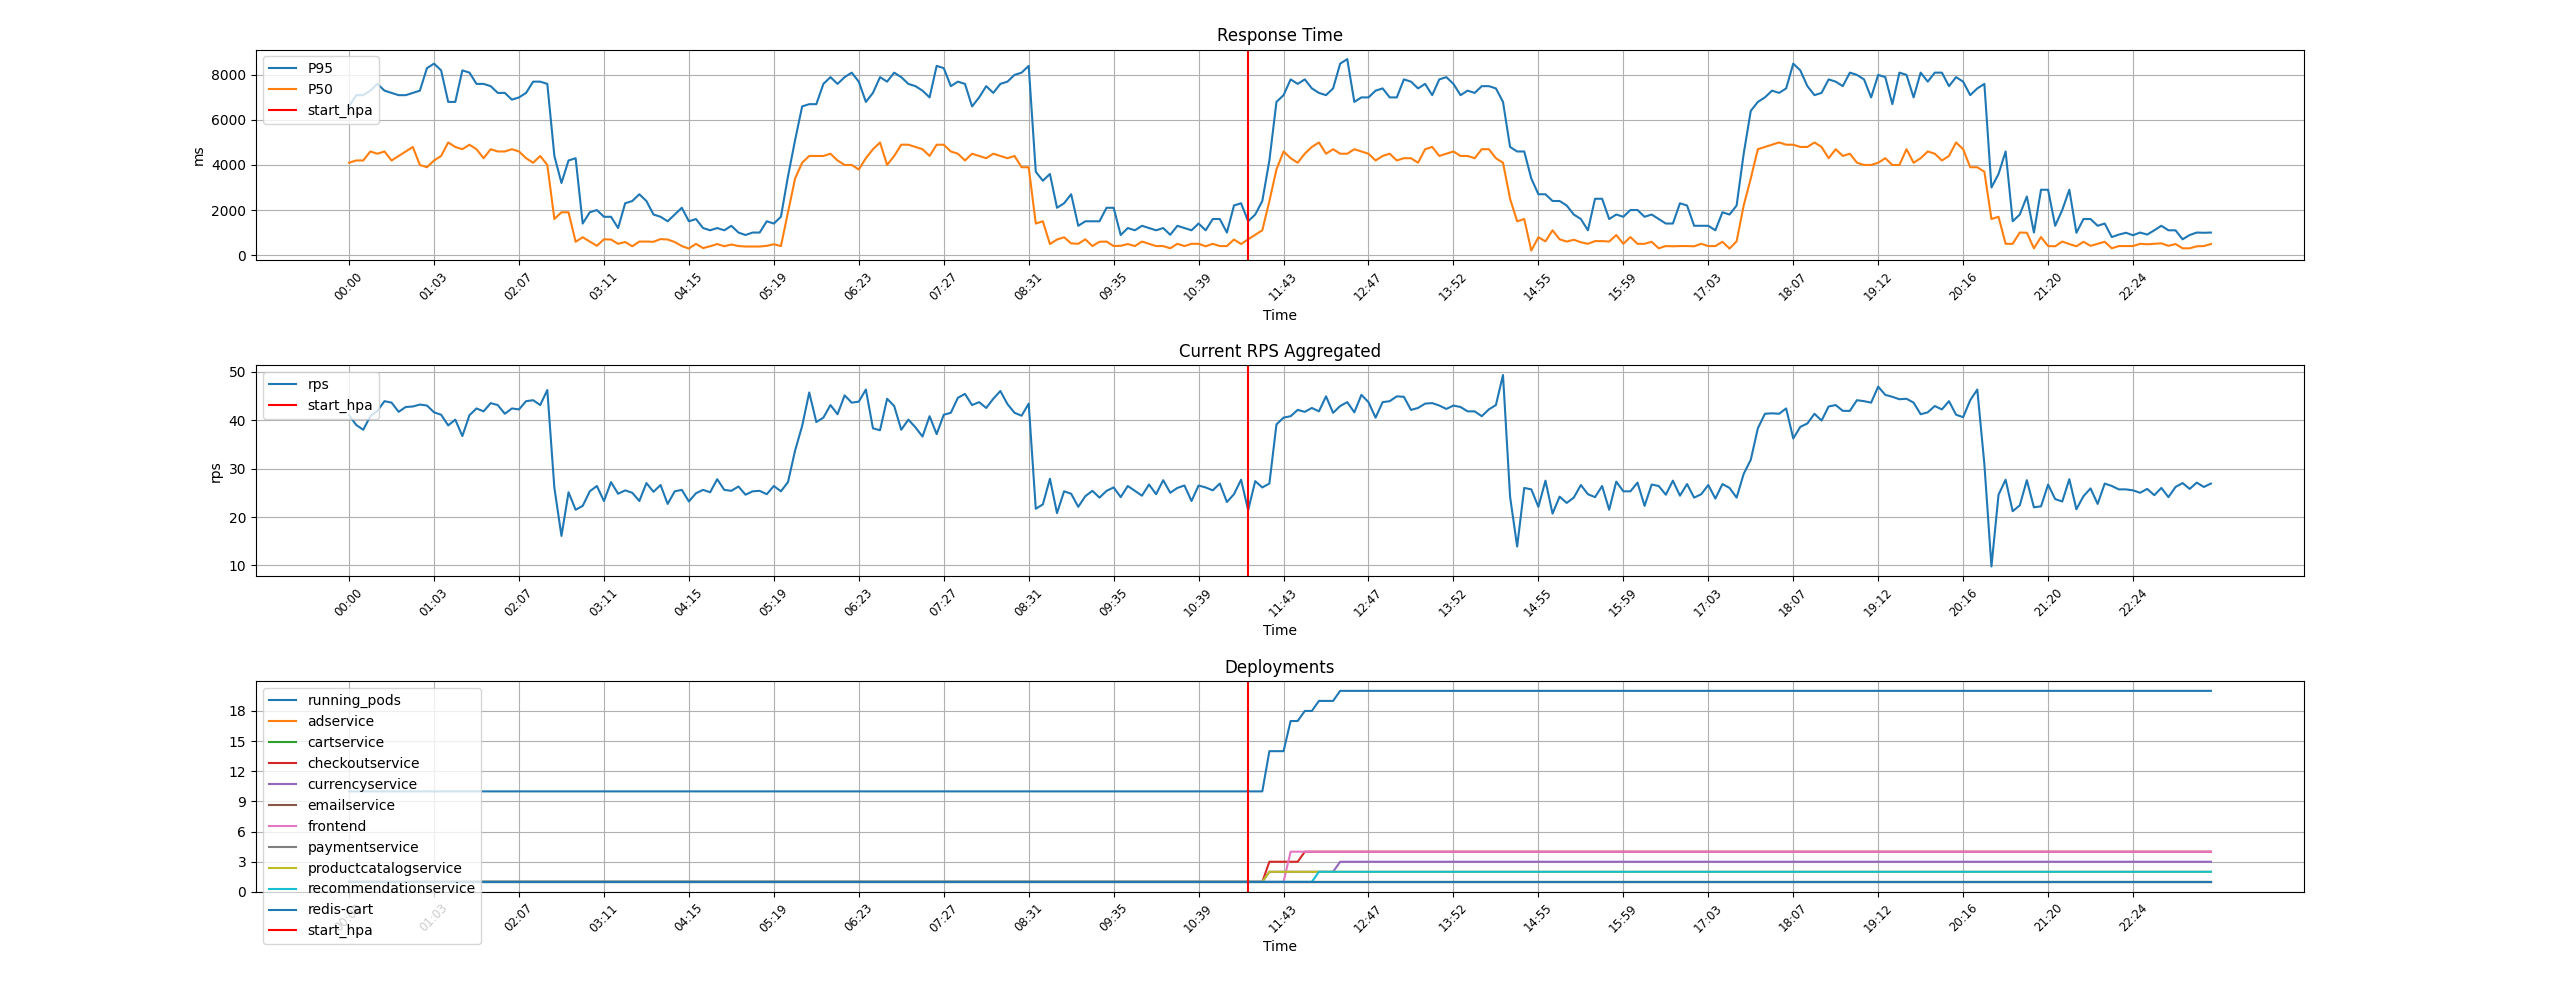 Response Time
P95
P50
start_hpa
8000
6000
4000
2000
0
ms
00:00 01:03 02:07 03:11 04:15 05:19 06:23 07:27 08:31 09:35 10:39 11:43 12:47 13:52 14:55 15:59 17:03 18:07 19:12 20:16 21:20 22:24
Time
Current RPS Aggregated
rps
start_hpa
50
40
30
20
10
rps
00:00 01:03 02:07 03:11 04:15 05:19 06:23 07:27 08:31 09:35 10:39 11:43 12:47 13:52 14:55 15:59 17:03 18:07 19:12 20:16 21:20 22:24
Time
Deployments
running_pods
adservice
cartservice
checkoutservice
currencyservice
emailservice
frontend
paymentservice
productcatalogservice
recommendationservice
redis-cart
start_hpa
18
15
12
9
6
3
0
01:03 02:07 03:11 04:15 05:19 06:23 07:27 08:31 09:35 10:39 11:43 12:47 13:52 14:55 15:59 17:03 18:07 19:12 20:16 21:20 22:24
Time